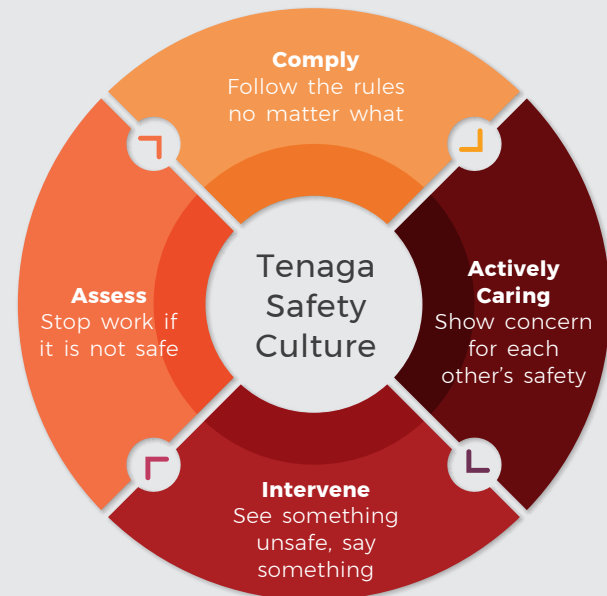 Comply
Follow the rules
no matter what
Tenaga
Safety
Culture
Actively
Caring
Show concern
for each
other's safety
Assess
Stop work if
it is not safe
Intervene
See something
unsafe, say
something